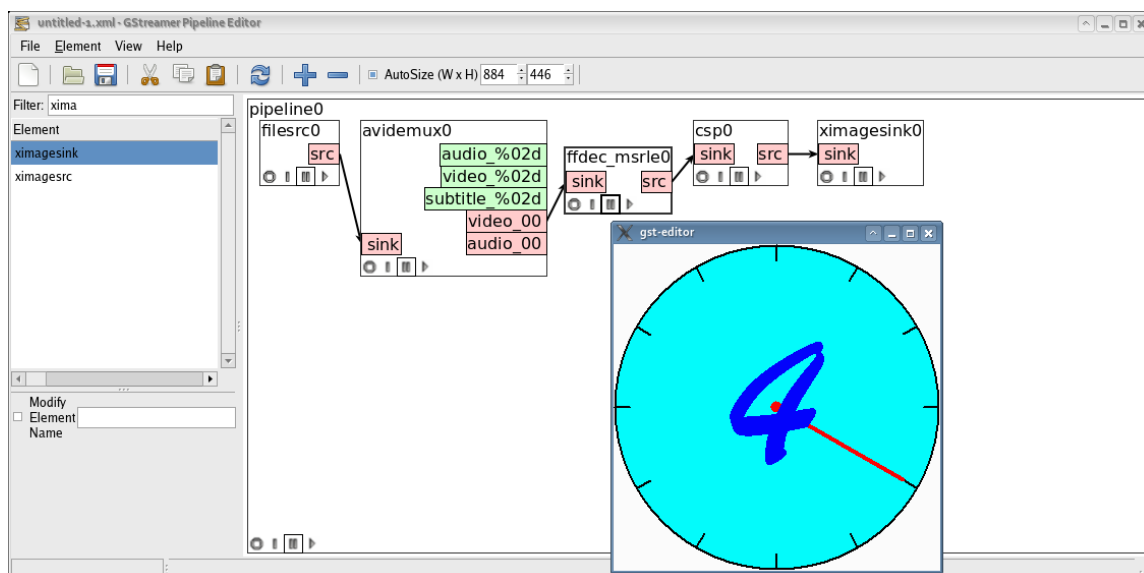 untitled-1.xml - GStreamer Pipeline Editor
File Element View Help
AutoSize (W x H) 884 446
Filter: xima
Element
ximagesink
ximagesrc
Modify
Element
Name
pipeline0
filesrc0
src
avidemux0
audio_%02d
video_%02d
subtitle_%02d
video_00
sink
audio_00
ffdec_msrle0
sink src
csp0
sink src
ximagesink0
sink
gst-editor
4